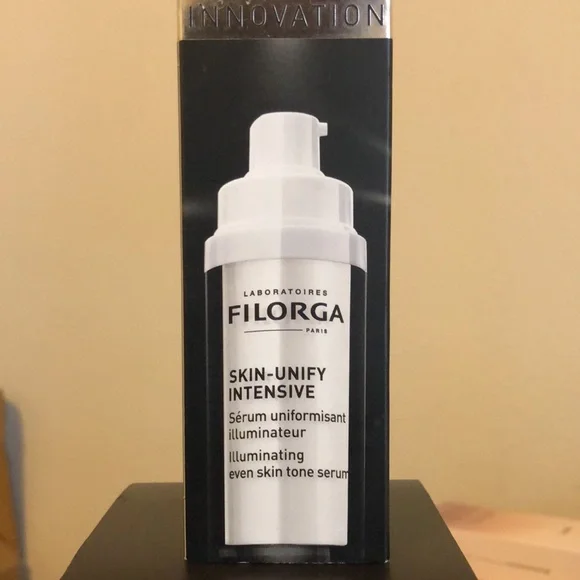 INNOVATION
LABORATOIRES
FILORGA
PARIS
SKIN-UNIFY
INTENSIVE
Sérum uniformisant
illuminateur
Illuminating
even skin tone serum